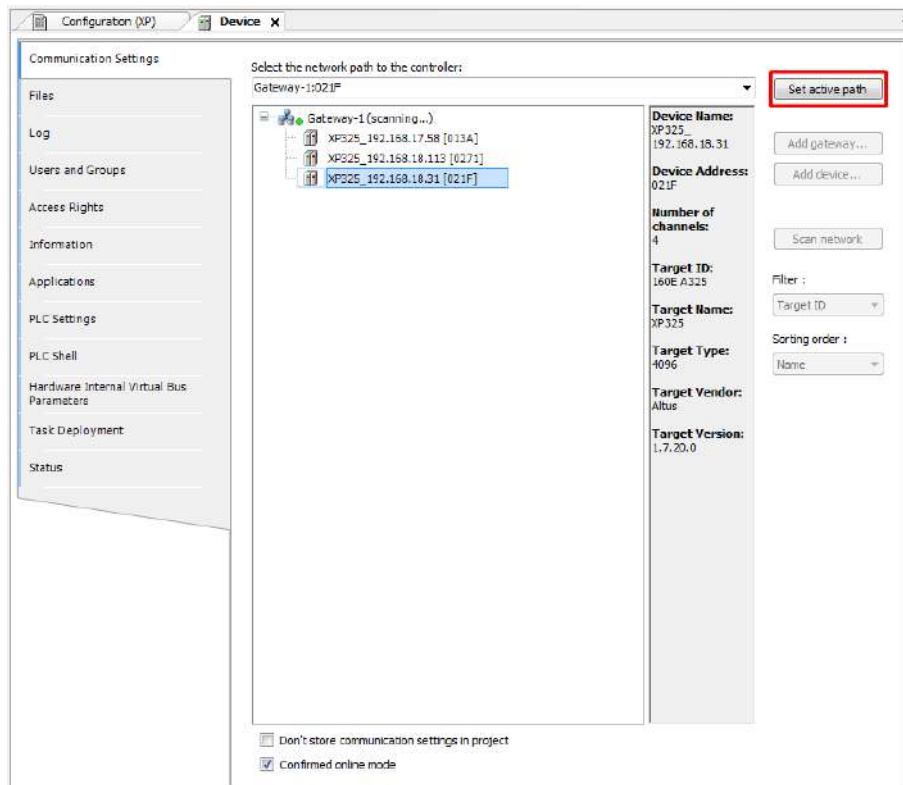 Configuration (XP)
Device
Communication Settings
Files
Log
Users and Groups
Access Rights
Information
Applications
PLC Settings
PLC Shell
Hardware Internal Virtual Bus
Parameters
Task Deployment
Status
Select the network path to the controler:
Gateway-1:021F
Gateway-1 (scanning...)
XP325_192.168.17.58 [013A]
XP325_192.168.18.113 [0271]
XP325_192.168.18.31 [021F]
Device Name:
XP325_
192.168.18.31
Device Address:
021F
Number of
channels:
4
Target ID:
160E A325
Target Name:
XP325
Target Type:
4096
Target Vendor:
Altus
Target Version:
1.7.20.0
Set active path
Add gateway...
Add device...
Scan network
Filter :
Target ID
Sorting order :
Name
Don't store communication settings in project
Confirmed online mode